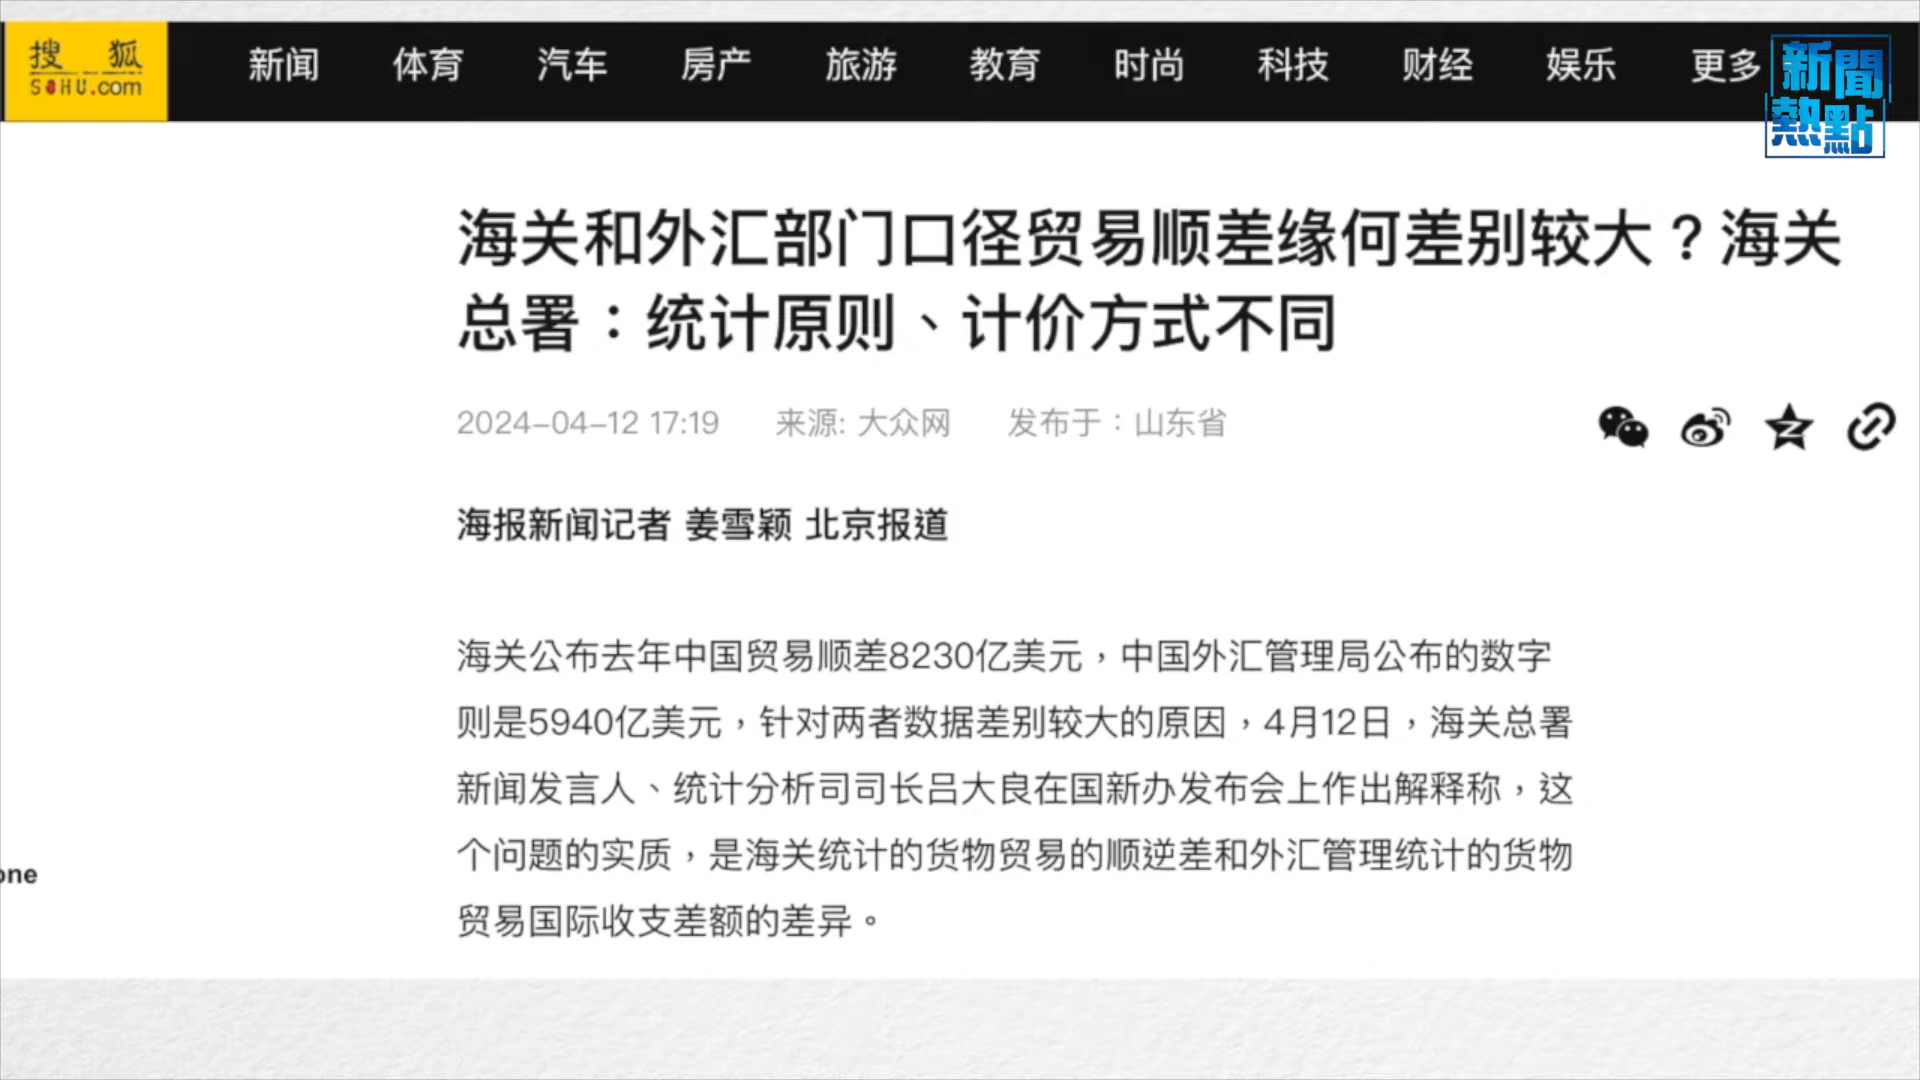 搜 狐
SOHU.com
新闻 体育 汽车 房产 旅游 教育 时尚 科技 财经 娱乐 更多
新聞
熱點
海关和外汇部门口径贸易顺差缘何差别较大？海关
总署：统计原则、计价方式不同
2024-04-12 17:19 来源: 大众网 发布于：山东省
海报新闻记者 姜雪颖 北京报道
海关公布去年中国贸易顺差8230亿美元，中国外汇管理局公布的数字
则是5940亿美元，针对两者数据差别较大的原因，4月12日，海关总署
新闻发言人、统计分析司司长吕大良在国新办发布会上作出解释称，这
个问题的实质，是海关统计的货物贸易的顺逆差和外汇管理统计的货物
one
贸易国际收支差额的差异。